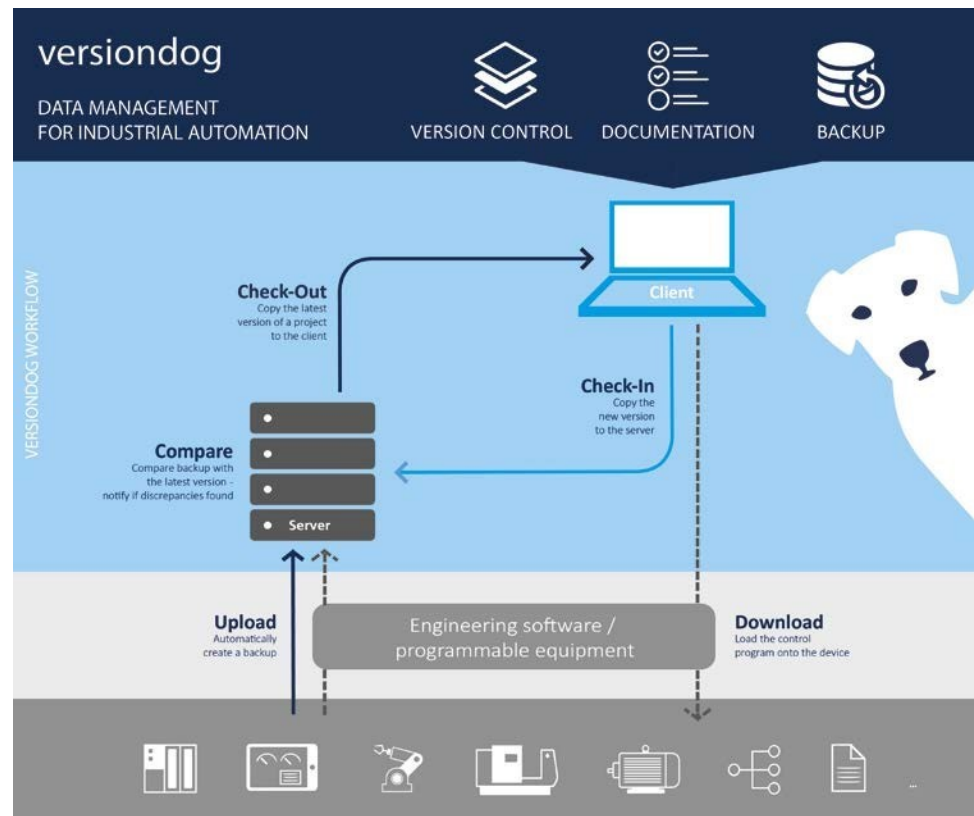 versiondog
DATA MANAGEMENT
FOR INDUSTRIAL AUTOMATION
VERSION CONTROL
DOCUMENTATION
BACKUP
VERSIONDOG WORKFLOW
Client
Check-Out
Copy the latest
version of a project
to the client
Check-In
Copy the
new version
to the server
Compare
Compare backup with
the latest version -
notify if discrepancies found
Server
Upload
Automatically
create a backup
Engineering software /
programmable equipment
Download
Load the control
program onto the device
...